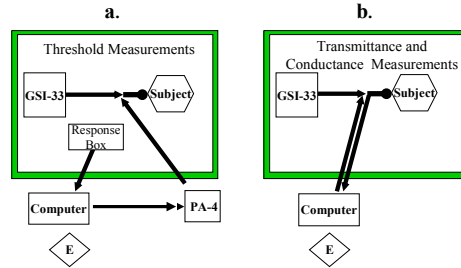 a.
Threshold Measurements
GSI-33
Subject
Response
Box
Computer
PA-4
E
b.
Transmittance and
Conductance Measurements
GSI-33
Subject
Computer
E